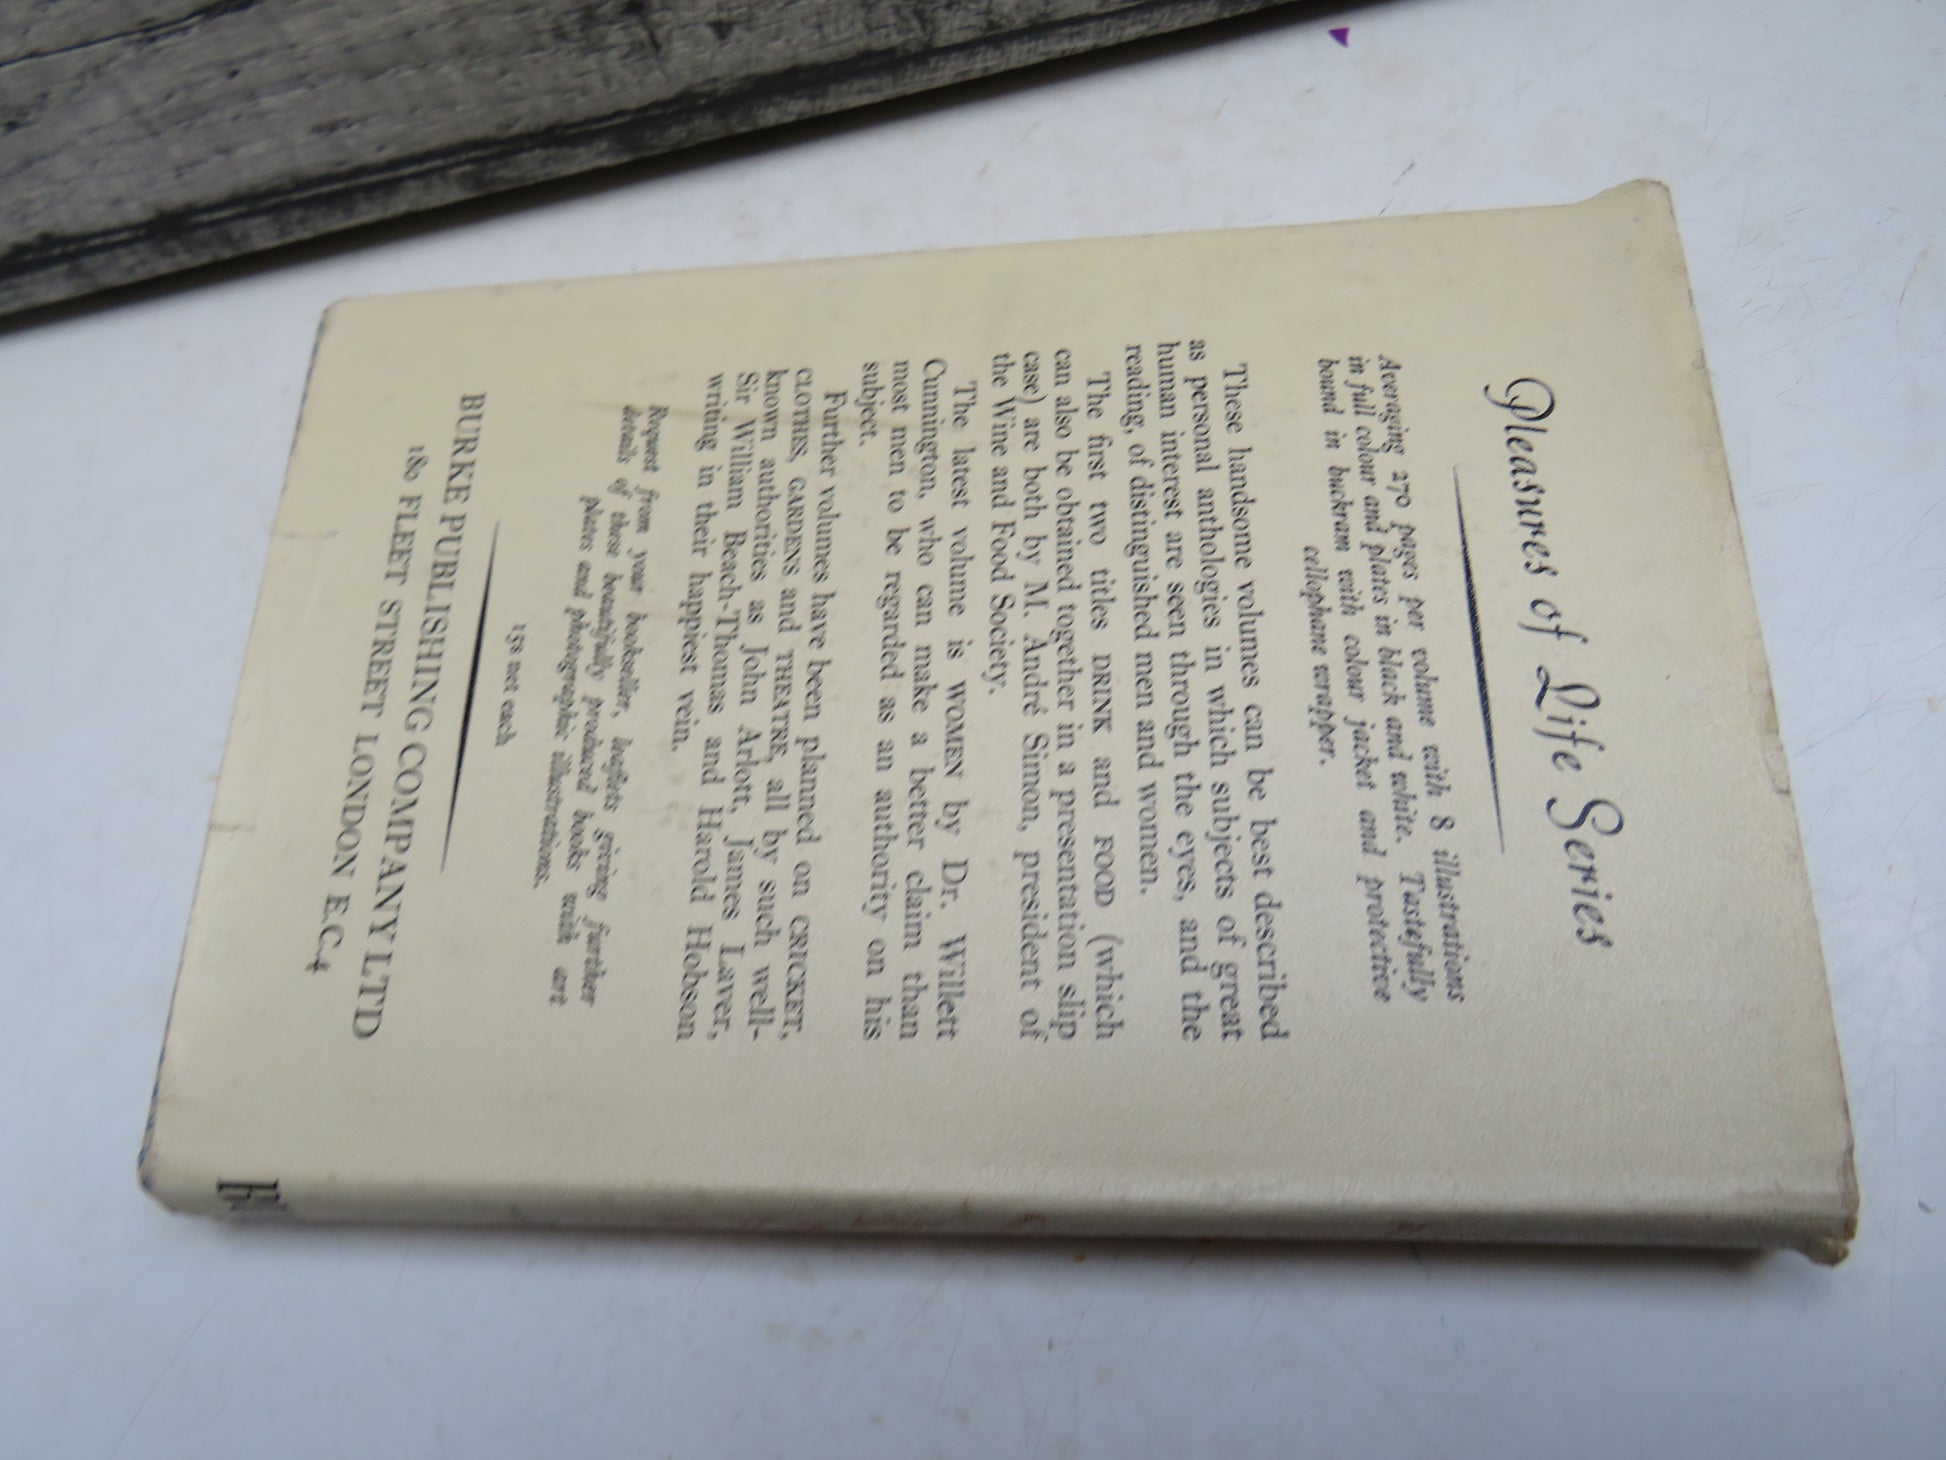 Pleasures of Life Series
Averaging 270 pages per volume with 8 illustrations
in full colour and plates in black and white. Tastefully
bound in buckram with colour jacket and protective
cellophane wrapper.
These handsome volumes can be best described
as personal anthologies in which subjects of great
human interest are seen through the eyes, and the
reading, of distinguished men and women.
The first two titles DRINK and FOOD (which
can also be obtained together in a presentation slip
case) are both by M. André Simon, president of
the Wine and Food Society.
The latest volume is WOMEN by Dr. Willett
Cunnington, who can make a better claim than
most men to be regarded as an authority on his
subject.
Further volumes have been planned on CRICKET,
CLOTHES, GARDENS and THEATRE, all by such well-
known authorities as John Arlott, James Laver,
Sir William Beach-Thomas and Harold Hobson
writing in their happiest vein.
Request from your bookseller, leaflets giving further
details of these beautifully produced books with art
plates and photographic illustrations.
15s net each
BURKE PUBLISHING COMPANY LTD
180 FLEET STREET LONDON E.C.4